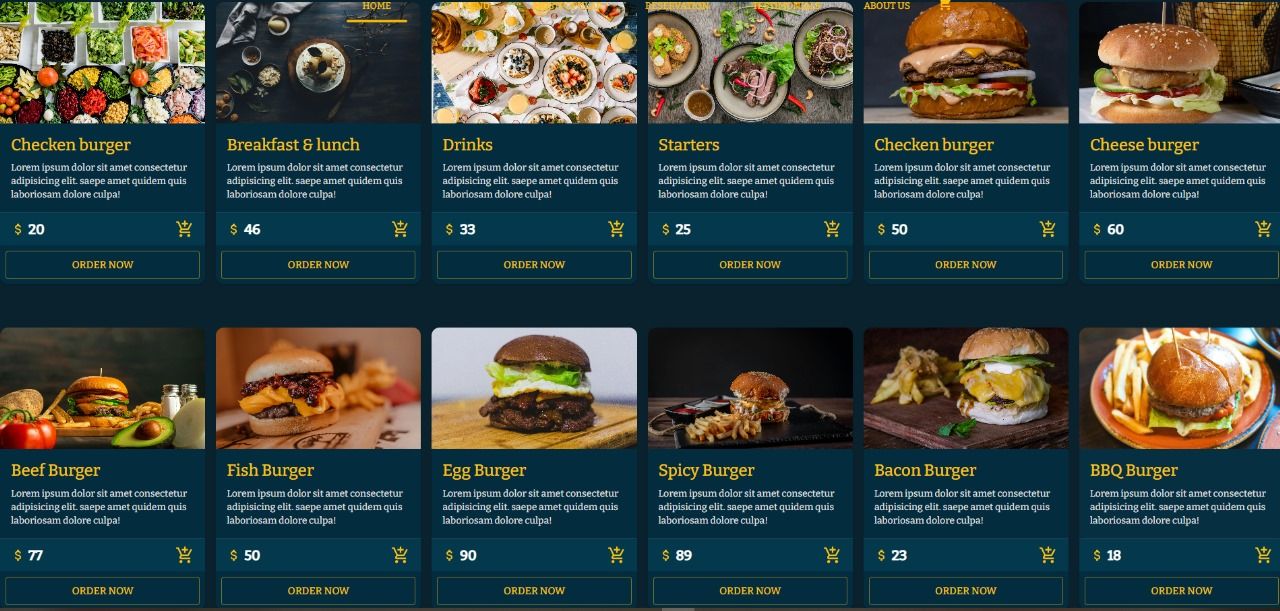 HOME
RESERVATION
TESTIMONIALS
ABOUT US
Checken burger
Lorem ipsum dolor sit amet consectetur
adipisicing elit. saepe amet quidem quis
laboriosam dolore culpa!
$ 20
ORDER NOW
Breakfast & lunch
Lorem ipsum dolor sit amet consectetur
adipisicing elit. saepe amet quidem quis
laboriosam dolore culpa!
$ 46
ORDER NOW
Drinks
Lorem ipsum dolor sit amet consectetur
adipisicing elit. saepe amet quidem quis
laboriosam dolore culpa!
$ 33
ORDER NOW
Starters
Lorem ipsum dolor sit amet consectetur
adipisicing elit. saepe amet quidem quis
laboriosam dolore culpa!
$ 25
ORDER NOW
Checken burger
Lorem ipsum dolor sit amet consectetur
adipisicing elit. saepe amet quidem quis
laboriosam dolore culpa!
$ 50
ORDER NOW
Cheese burger
Lorem ipsum dolor sit amet consectetur
adipisicing elit. saepe amet quidem quis
laboriosam dolore culpa!
$ 60
ORDER NOW
Beef Burger
Lorem ipsum dolor sit amet consectetur
adipisicing elit. saepe amet quidem quis
laboriosam dolore culpa!
$ 77
ORDER NOW
Fish Burger
Lorem ipsum dolor sit amet consectetur
adipisicing elit. saepe amet quidem quis
laboriosam dolore culpa!
$ 50
ORDER NOW
Egg Burger
Lorem ipsum dolor sit amet consectetur
adipisicing elit. saepe amet quidem quis
laboriosam dolore culpa!
$ 90
ORDER NOW
Spicy Burger
Lorem ipsum dolor sit amet consectetur
adipisicing elit. saepe amet quidem quis
laboriosam dolore culpa!
$ 89
ORDER NOW
Bacon Burger
Lorem ipsum dolor sit amet consectetur
adipisicing elit. saepe amet quidem quis
laboriosam dolore culpa!
$ 23
ORDER NOW
BBQ Burger
Lorem ipsum dolor sit amet consectetur
adipisicing elit. saepe amet quidem quis
laboriosam dolore culpa!
$ 18
ORDER NOW